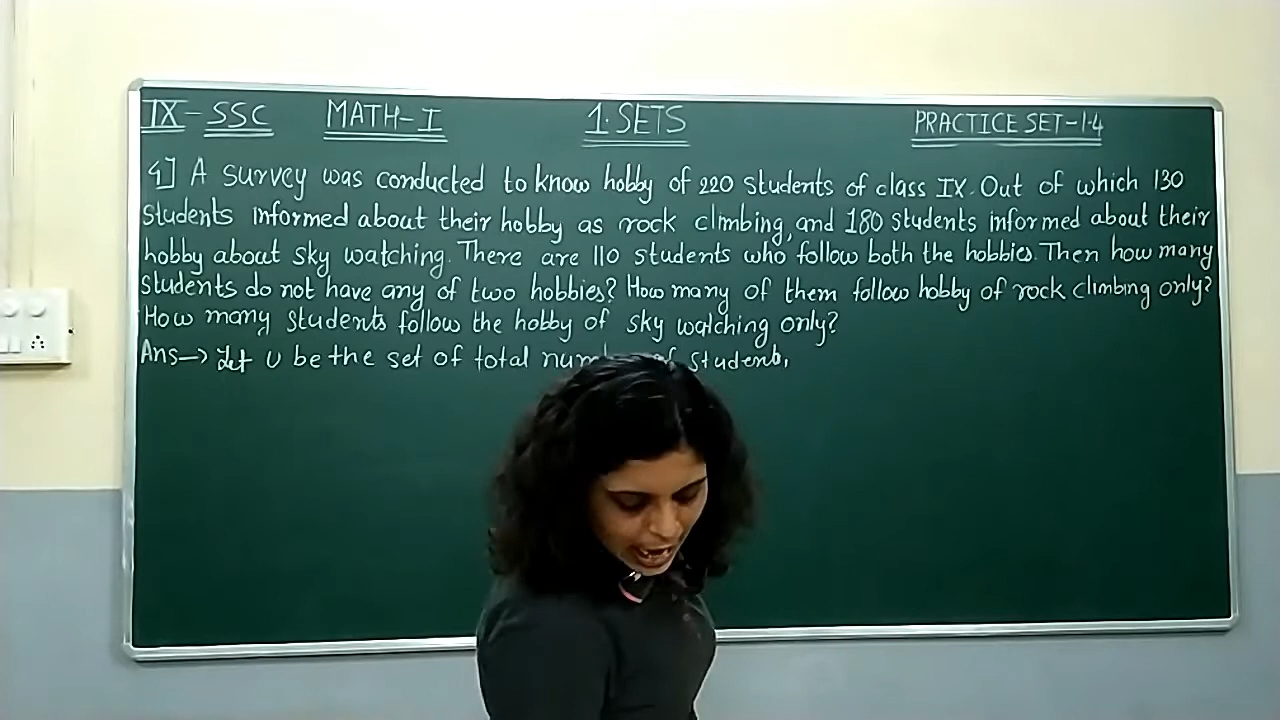 IX-SSC MATH-I 1.SETS PRACTICE SET-1.4
4] A survey was conducted to know hobby of 220 students of class IX. Out of which 130
students informed about their hobby as rock climbing, and 180 students informed about their
hobby about sky watching. There are 110 students who follow both the hobbies. Then how many
students do not have any of two hobbies? How many of them follow hobby of rock climbing only?
How many students follow the hobby of sky watching only?
Ans→ Let U be the set of total students,